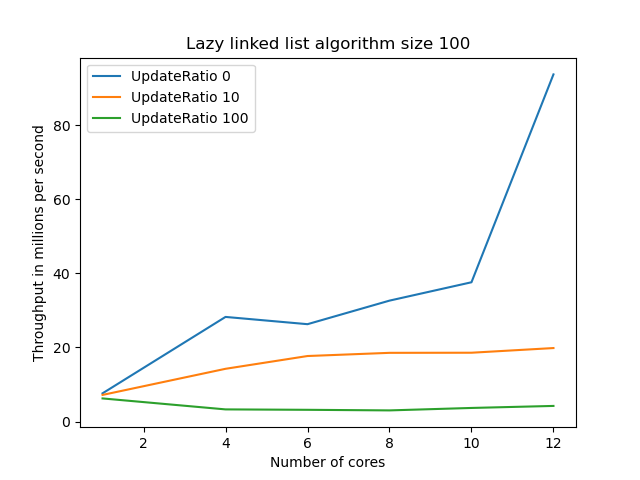 Lazy linked list algorithm size 100
UpdateRatio 0
UpdateRatio 10
UpdateRatio 100
Throughput in millions per second
80
60
40
20
0
2 4 6 8 10 12
Number of cores